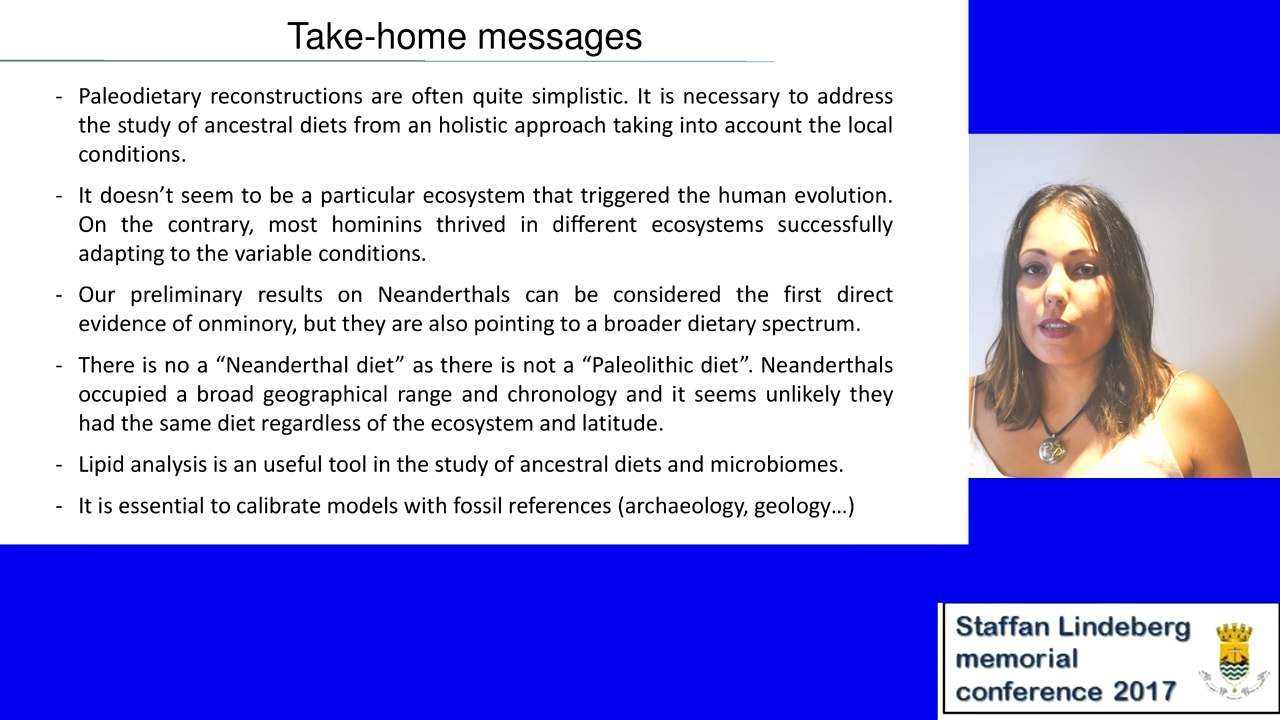 Take-home messages
- Paleodietary reconstructions are often quite simplistic. It is necessary to address
the study of ancestral diets from an holistic approach taking into account the local
conditions.
- It doesn’t seem to be a particular ecosystem that triggered the human evolution.
On the contrary, most hominins thrived in different ecosystems successfully
adapting to the variable conditions.
- Our preliminary results on Neanderthals can be considered the first direct
evidence of onminory, but they are also pointing to a broader dietary spectrum.
- There is no a “Neanderthal diet” as there is not a “Paleolithic diet”. Neanderthals
occupied a broad geographical range and chronology and it seems unlikely they
had the same diet regardless of the ecosystem and latitude.
- Lipid analysis is an useful tool in the study of ancestral diets and microbiomes.
- It is essential to calibrate models with fossil references (archaeology, geology…)
Staffan Lindeberg
memorial
conference 2017